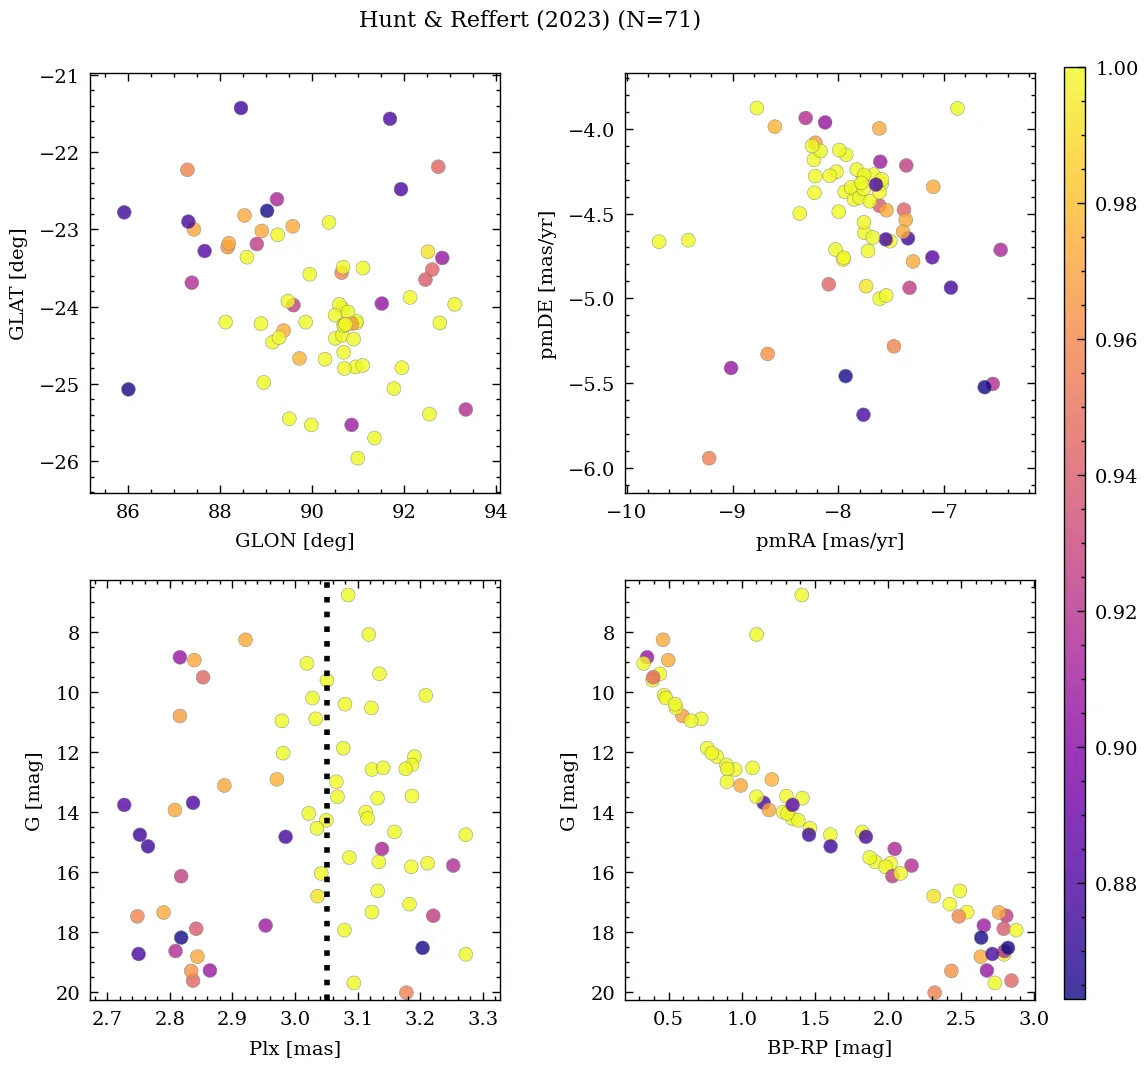 Hunt & Reffert (2023) (N=71)
−21
−22
−23
−24
−25
−26
GLAT [deg]
86 88 90 92 94
GLON [deg]
−4.0
−4.5
−5.0
−5.5
−6.0
pmDE [mas/yr]
−10 −9 −8 −7
pmRA [mas/yr]
8
10
12
14
16
18
20
G [mag]
2.7 2.8 2.9 3.0 3.1 3.2 3.3
Plx [mas]
8
10
12
14
16
18
20
G [mag]
0.5 1.0 1.5 2.0 2.5 3.0
BP-RP [mag]
1.00
0.98
0.96
0.94
0.92
0.90
0.88